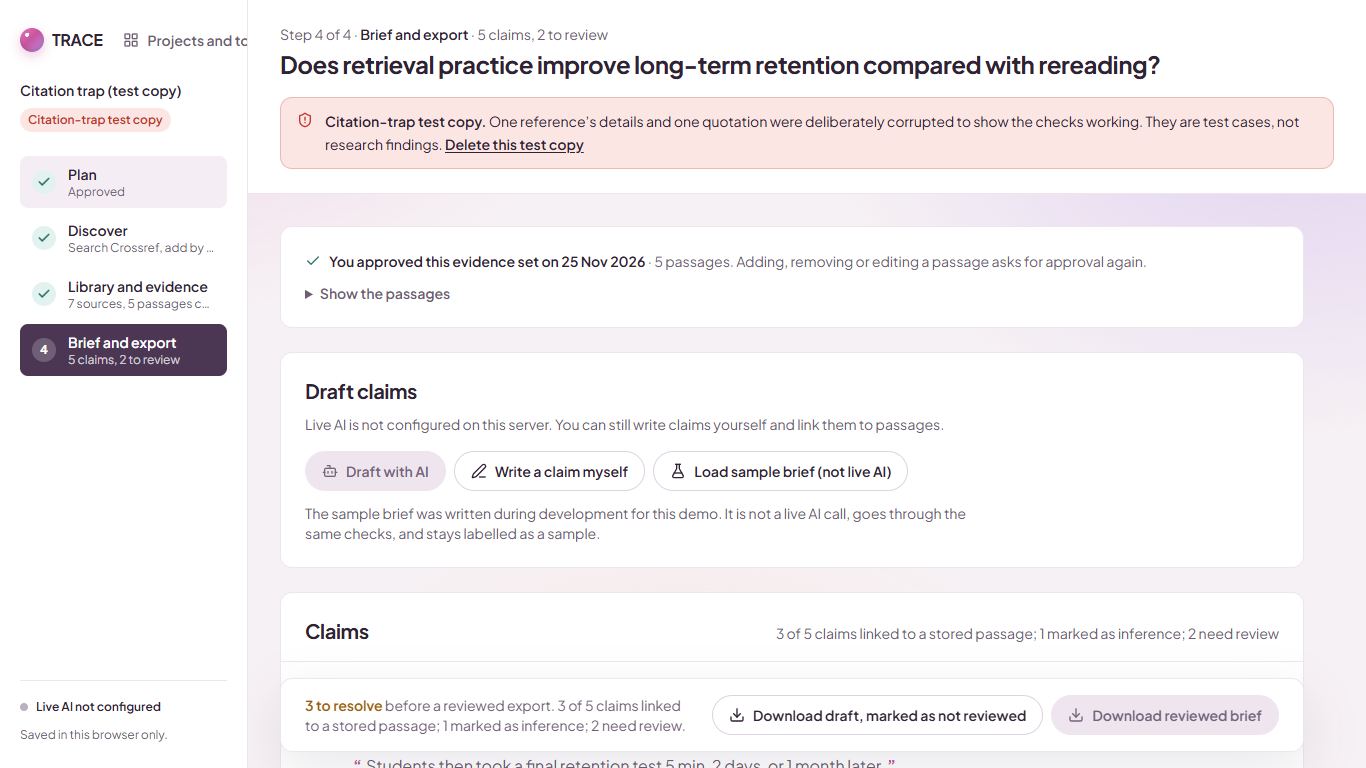 TRACE
Projects and to
Citation trap (test copy)
Citation-trap test copy
Plan
Approved
Discover
Search Crossref, add by ...
Library and evidence
7 sources, 5 passages c...
4
Brief and export
5 claims, 2 to review
Live AI not configured
Saved in this browser only.
Step 4 of 4 · Brief and export · 5 claims, 2 to review
Does retrieval practice improve long-term retention compared with rereading?
Citation-trap test copy. One reference's details and one quotation were deliberately corrupted to show the checks working. They are test cases, not
research findings. Delete this test copy
You approved this evidence set on 25 Nov 2026 · 5 passages. Adding, removing or editing a passage asks for approval again.
Show the passages
Draft claims
Live AI is not configured on this server. You can still write claims yourself and link them to passages.
Draft with AI
Write a claim myself
Load sample brief (not live AI)
The sample brief was written during development for this demo. It is not a live AI call, goes through the
same checks, and stays labelled as a sample.
Claims
3 of 5 claims linked to a stored passage; 1 marked as inference; 2 need review
3 to resolve before a reviewed export. 3 of 5 claims linked
to a stored passage; 1 marked as inference; 2 need review.
Download draft, marked as not reviewed
Download reviewed brief
“ Students then took a final retention test 5 min, 2 days, or 1 month later. ”